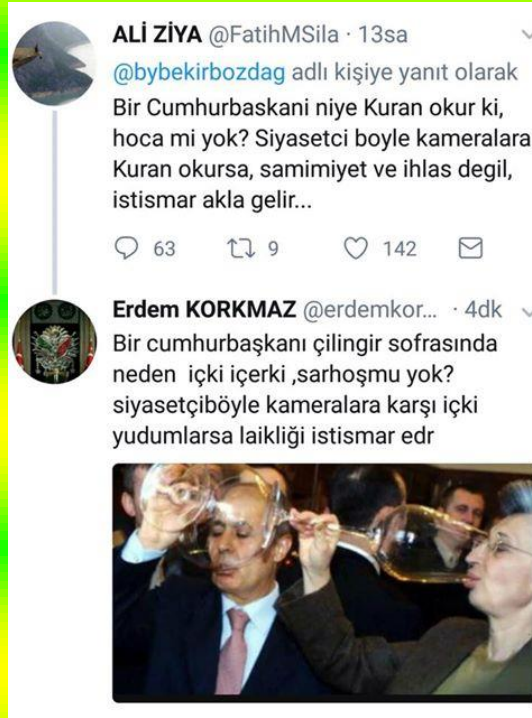 ALİ ZİYA @FatihMSila · 13sa
@bybekirbozdag adlı kişiye yanıt olarak
Bir Cumhurbaskani niye Kuran okur ki,
hoca mi yok? Siyasetci boyle kameralara
Kuran okursa, samimiyet ve ihlas degil,
istismar akla gelir...
63 9 142
Erdem KORKMAZ @erdemkor... · 4dk
Bir cumhurbaşkanı çilingir sofrasında
neden içki içerki ,sarhoşmu yok?
siyasetçiböyle kameralara karşı içki
yudumlarsa laikliği istismar edr